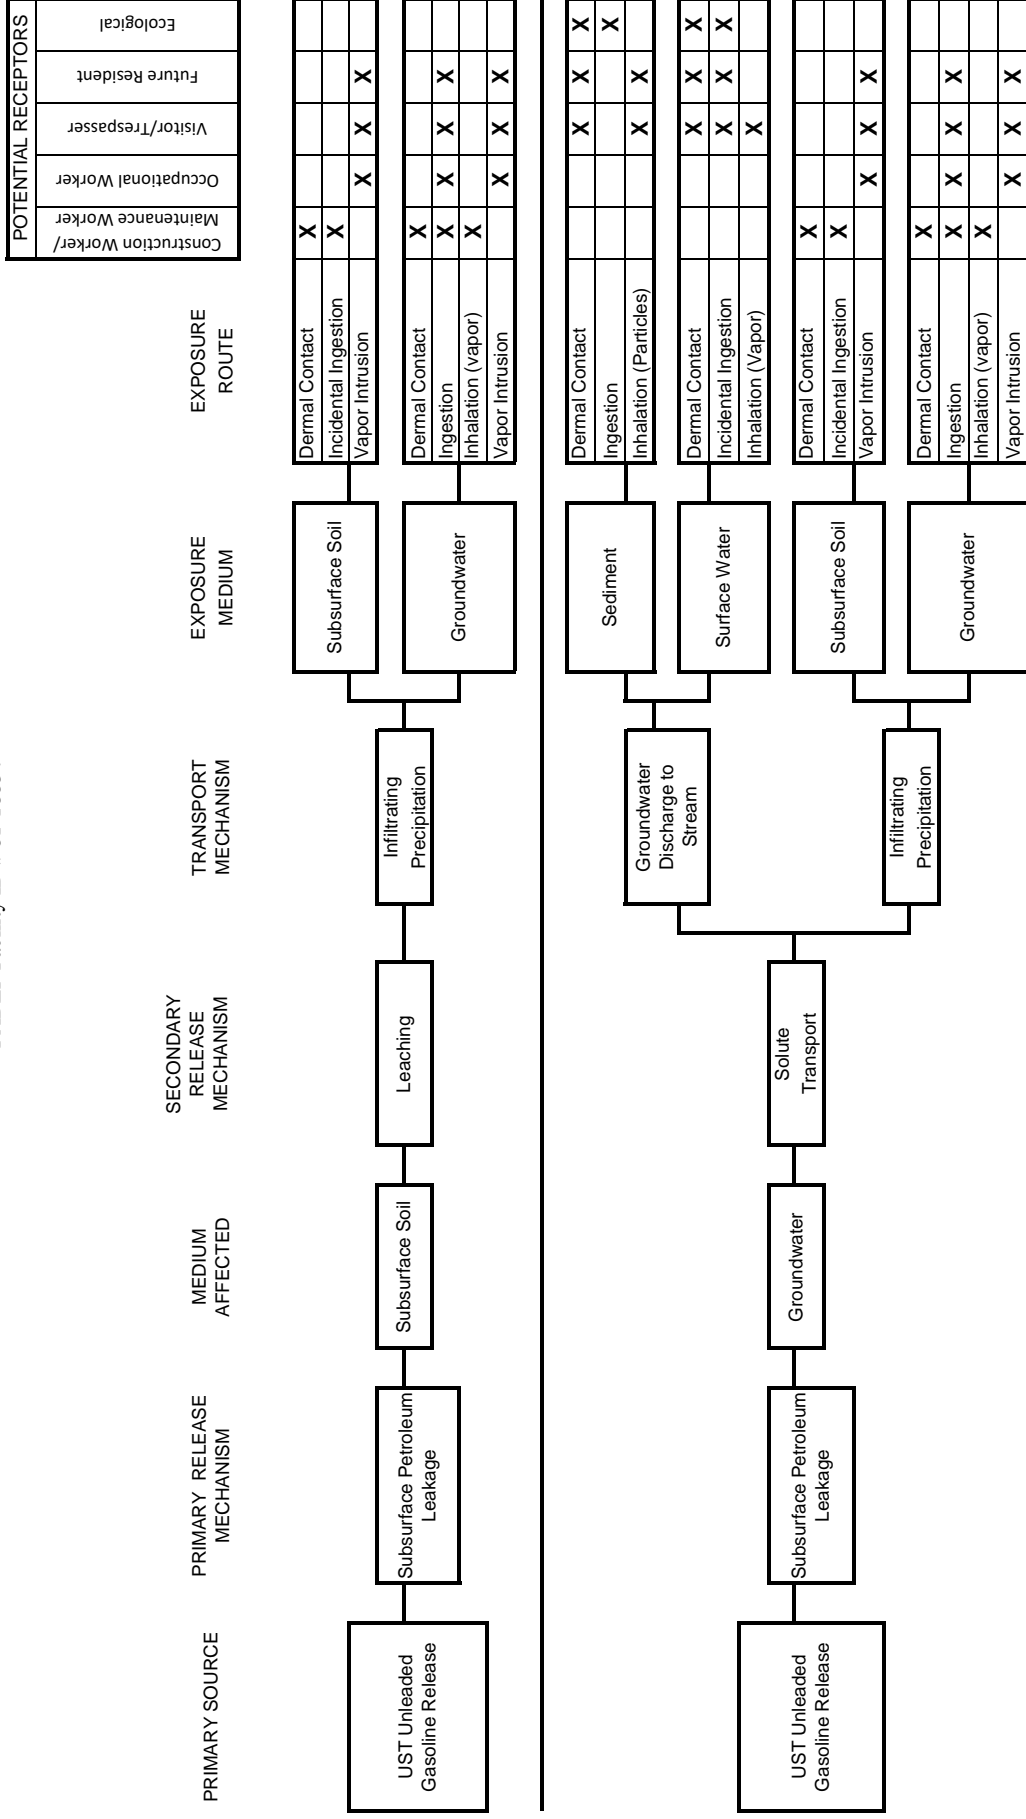 POTENTIAL RECEPTORS
Construction Worker/
Maintenance Worker
Occupational Worker
Visitor/Trespasser
Future Resident
Ecological
PRIMARY SOURCE
PRIMARY RELEASE
MECHANISM
MEDIUM
AFFECTED
SECONDARY
RELEASE
MECHANISM
TRANSPORT
MECHANISM
EXPOSURE
MEDIUM
EXPOSURE
ROUTE
UST Unleaded
Gasoline Release
Subsurface Petroleum
Leakage
Subsurface Soil
Leaching
Infiltrating
Precipitation
Subsurface Soil
Dermal Contact X
Incidental Ingestion X
Vapor Intrusion X X X
Groundwater
Dermal Contact X
Ingestion X X X X
Inhalation (vapor) X
Vapor Intrusion X X X
UST Unleaded
Gasoline Release
Subsurface Petroleum
Leakage
Groundwater
Solute
Transport
Groundwater
Discharge to
Stream
Sediment
Dermal Contact X X X
Ingestion X
Inhalation (Particles) X X
Surface Water
Dermal Contact X X X
Incidental Ingestion X X X
Inhalation (Vapor) X
Infiltrating
Precipitation
Subsurface Soil
Dermal Contact X
Incidental Ingestion X
Vapor Intrusion X X X
Groundwater
Dermal Contact X
Ingestion X X X X
Inhalation (vapor) X
Vapor Intrusion X X X